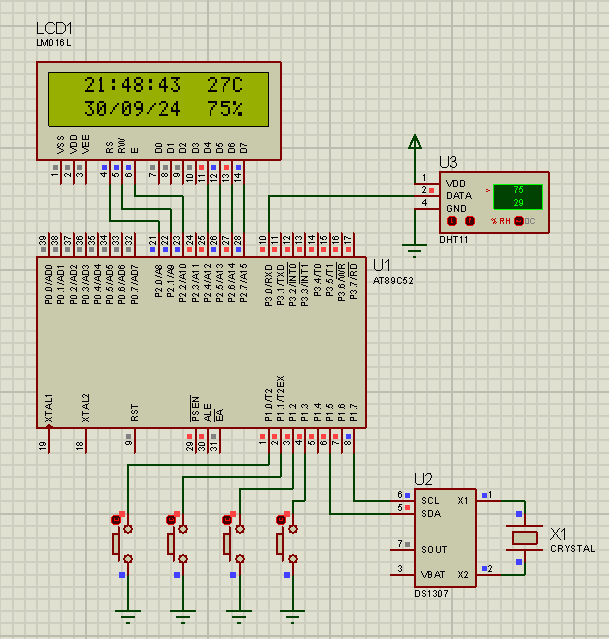 LCD1
LM016L
21:48:43 27C
30/09/24 75%
VSS VDD VEE RS RW E D0 D1 D2 D3 D4 D5 D6 D7
1 2 3 4 5 6 7 8 9 10 11 12 13 14
U3
1 VDD
2 DATA
4 GND
> 75
29
%RH °C
DHT11
39 38 37 36 35 34 33 32 21 22 23 24 25 26 27 28 10 11 12 13 14 15 16 17
P0.0/AD0 P0.1/AD1 P0.2/AD2 P0.3/AD3 P0.4/AD4 P0.5/AD5 P0.6/AD6 P0.7/AD7 P2.0/A8 P2.1/A9 P2.2/A10 P2.3/A11 P2.4/A12 P2.5/A13 P2.6/A14 P2.7/A15 P3.0/RXD P3.1/TXD P3.2/INT0 P3.3/INT1 P3.4/T0 P3.5/T1 P3.6/WR P3.7/RD
U1
AT89C52
XTAL1 XTAL2 RST PSEN ALE EA P1.0/T2 P1.1/T2EX P1.2 P1.3 P1.4 P1.5 P1.6 P1.7
19 18 9 29 30 31 1 2 3 4 5 6 7 8
U2
6 SCL X1 1
5 SDA
7 SOUT
3 VBAT X2 2
DS1307
X1
CRYSTAL